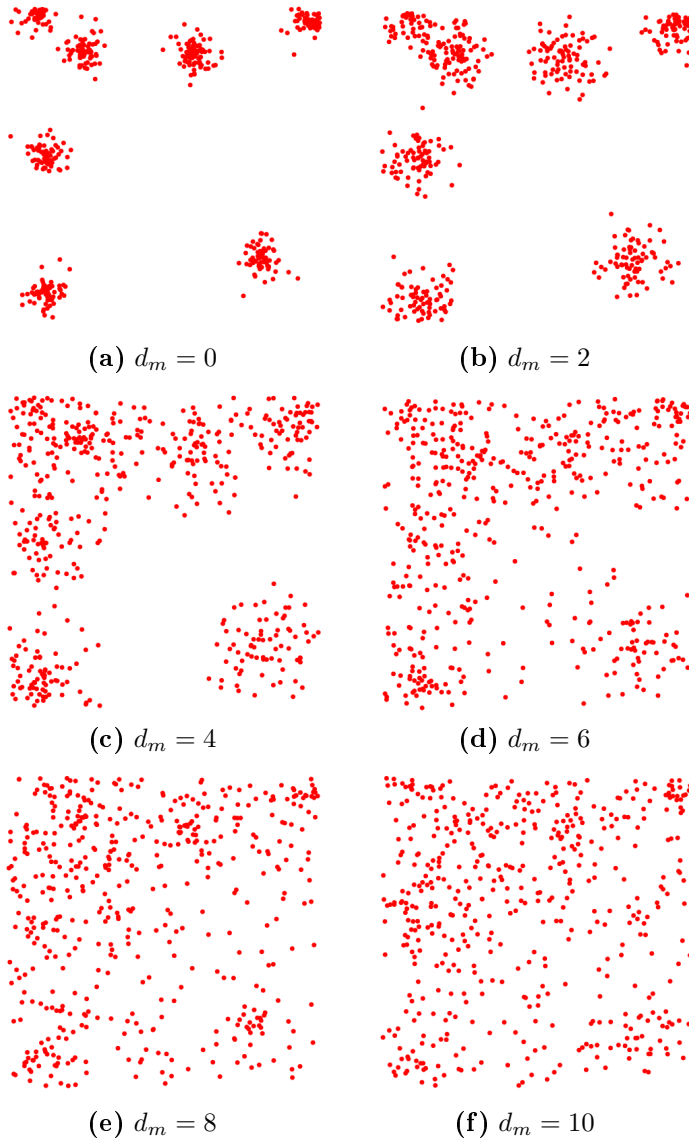 (a) d_m = 0
(b) d_m = 2
(c) d_m = 4
(d) d_m = 6
(e) d_m = 8
(f) d_m = 10